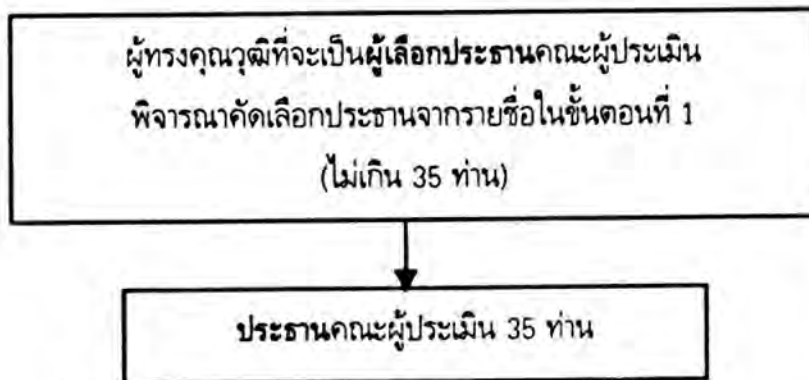 ผู้ทรงคุณวุฒิที่จะเป็นผู้เลือกประธานคณะผู้ประเมิน
พิจารณาคัดเลือกประธานจากรายชื่อในขั้นตอนที่ 1
(ไม่เกิน 35 ท่าน)
ประธานคณะผู้ประเมิน 35 ท่าน